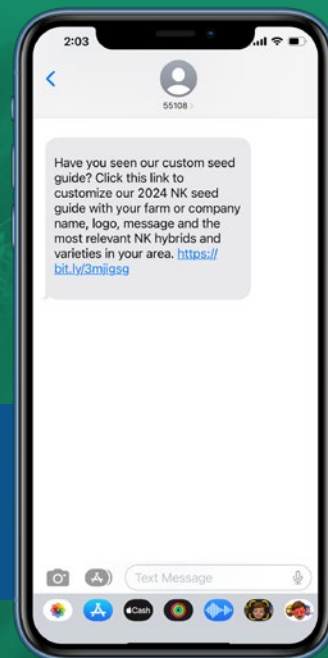 2:03
55108 >
Have you seen our custom seed
guide? Click this link to
customize our 2024 NK seed
guide with your farm or company
name, logo, message and the
most relevant NK hybrids and
varieties in your area. https://
bit.ly/3mjigsg
Text Message
Cash